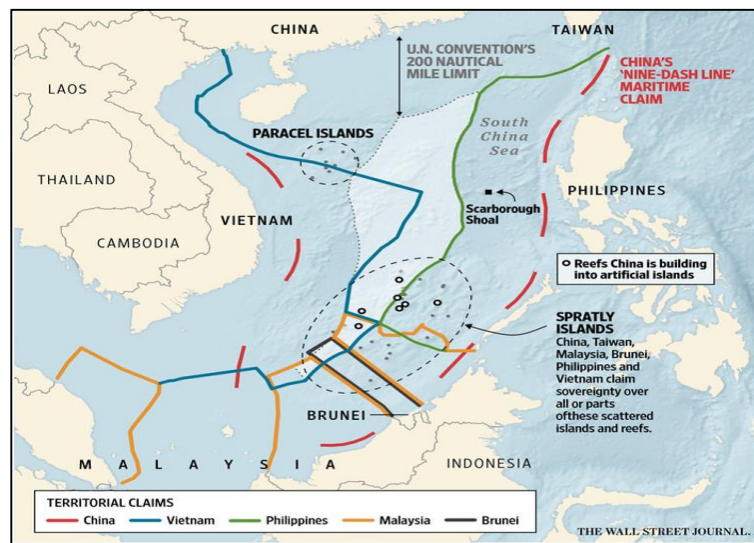 CHINA
TAIWAN
U.N. CONVENTION'S
200 NAUTICAL
MILE LIMIT
CHINA'S
'NINE-DASH LINE'
MARITIME
CLAIM
LAOS
South
China
Sea
PARACEL ISLANDS
THAILAND
PHILIPPINES
VIETNAM
Scarborough
Shoal
CAMBODIA
Reefs China is building
into artificial islands
SPRATLY
ISLANDS
China, Taiwan,
Malaysia, Brunei,
Philippines and
Vietnam claim
sovereignty over
all or parts
ofthese scattered
islands and reefs.
BRUNEI
MALAYSIA
INDONESIA
TERRITORIAL CLAIMS
China Vietnam Philippines Malaysia Brunei
THE WALL STREET JOURNAL.